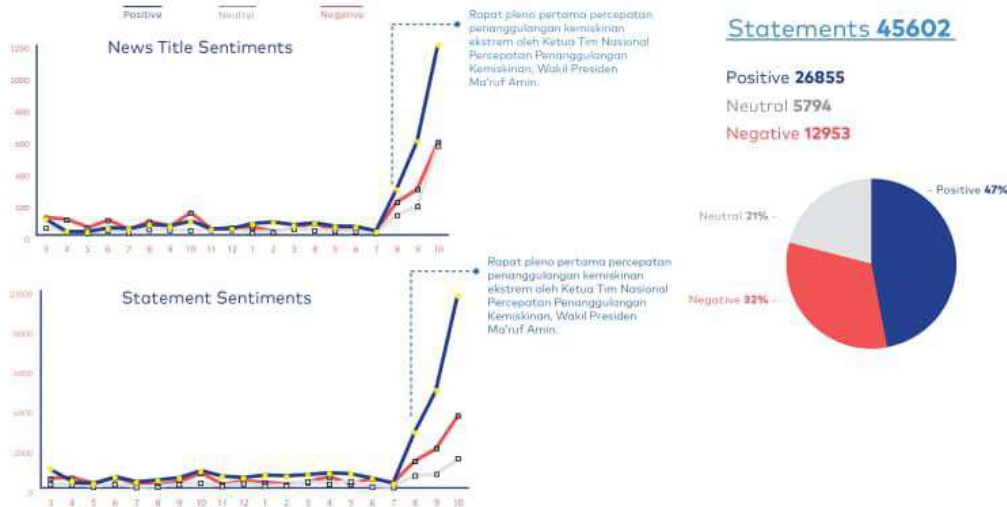 Positive Neutral Negative
News Title Sentiments
Rapat pleno pertama percepatan
penanggulangan kemiskinan
ekstrem oleh Ketua Tim Nasional
Percepatan Penanggulangan
Kemiskinan, Wakil Presiden
Ma'ruf Amin.
1000
0
3 4 5 6 7 8 9 10 11 12 1 2 3 4 5 6 7 8 9 10
Statement Sentiments
Rapat pleno pertama percepatan
penanggulangan kemiskinan
ekstrem oleh Ketua Tim Nasional
Percepatan Penanggulangan
Kemiskinan, Wakil Presiden
Ma'ruf Amin.
2000
0
3 4 5 6 7 8 9 10 11 12 1 2 3 4 5 6 7 8 9 10
Statements 45602
Positive 26855
Neutral 5794
Negative 12953
Positive 47%
Neutral 21%
Negative 32%